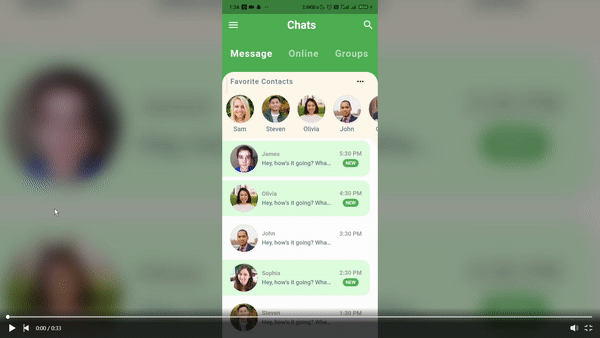 1:36
Chats
Message Online Groups
Favorite Contacts
Sam Steven Olivia John
James 5:30 PM
Hey, how's it going? Wha... NEW
Olivia 4:30 PM
Hey, how's it going? Wha... NEW
John 3:30 PM
Hey, how's it going? Wha...
Sophia 2:30 PM
Hey, how's it going? Wha... NEW
Steven 1:30 PM
0:00 / 0:33